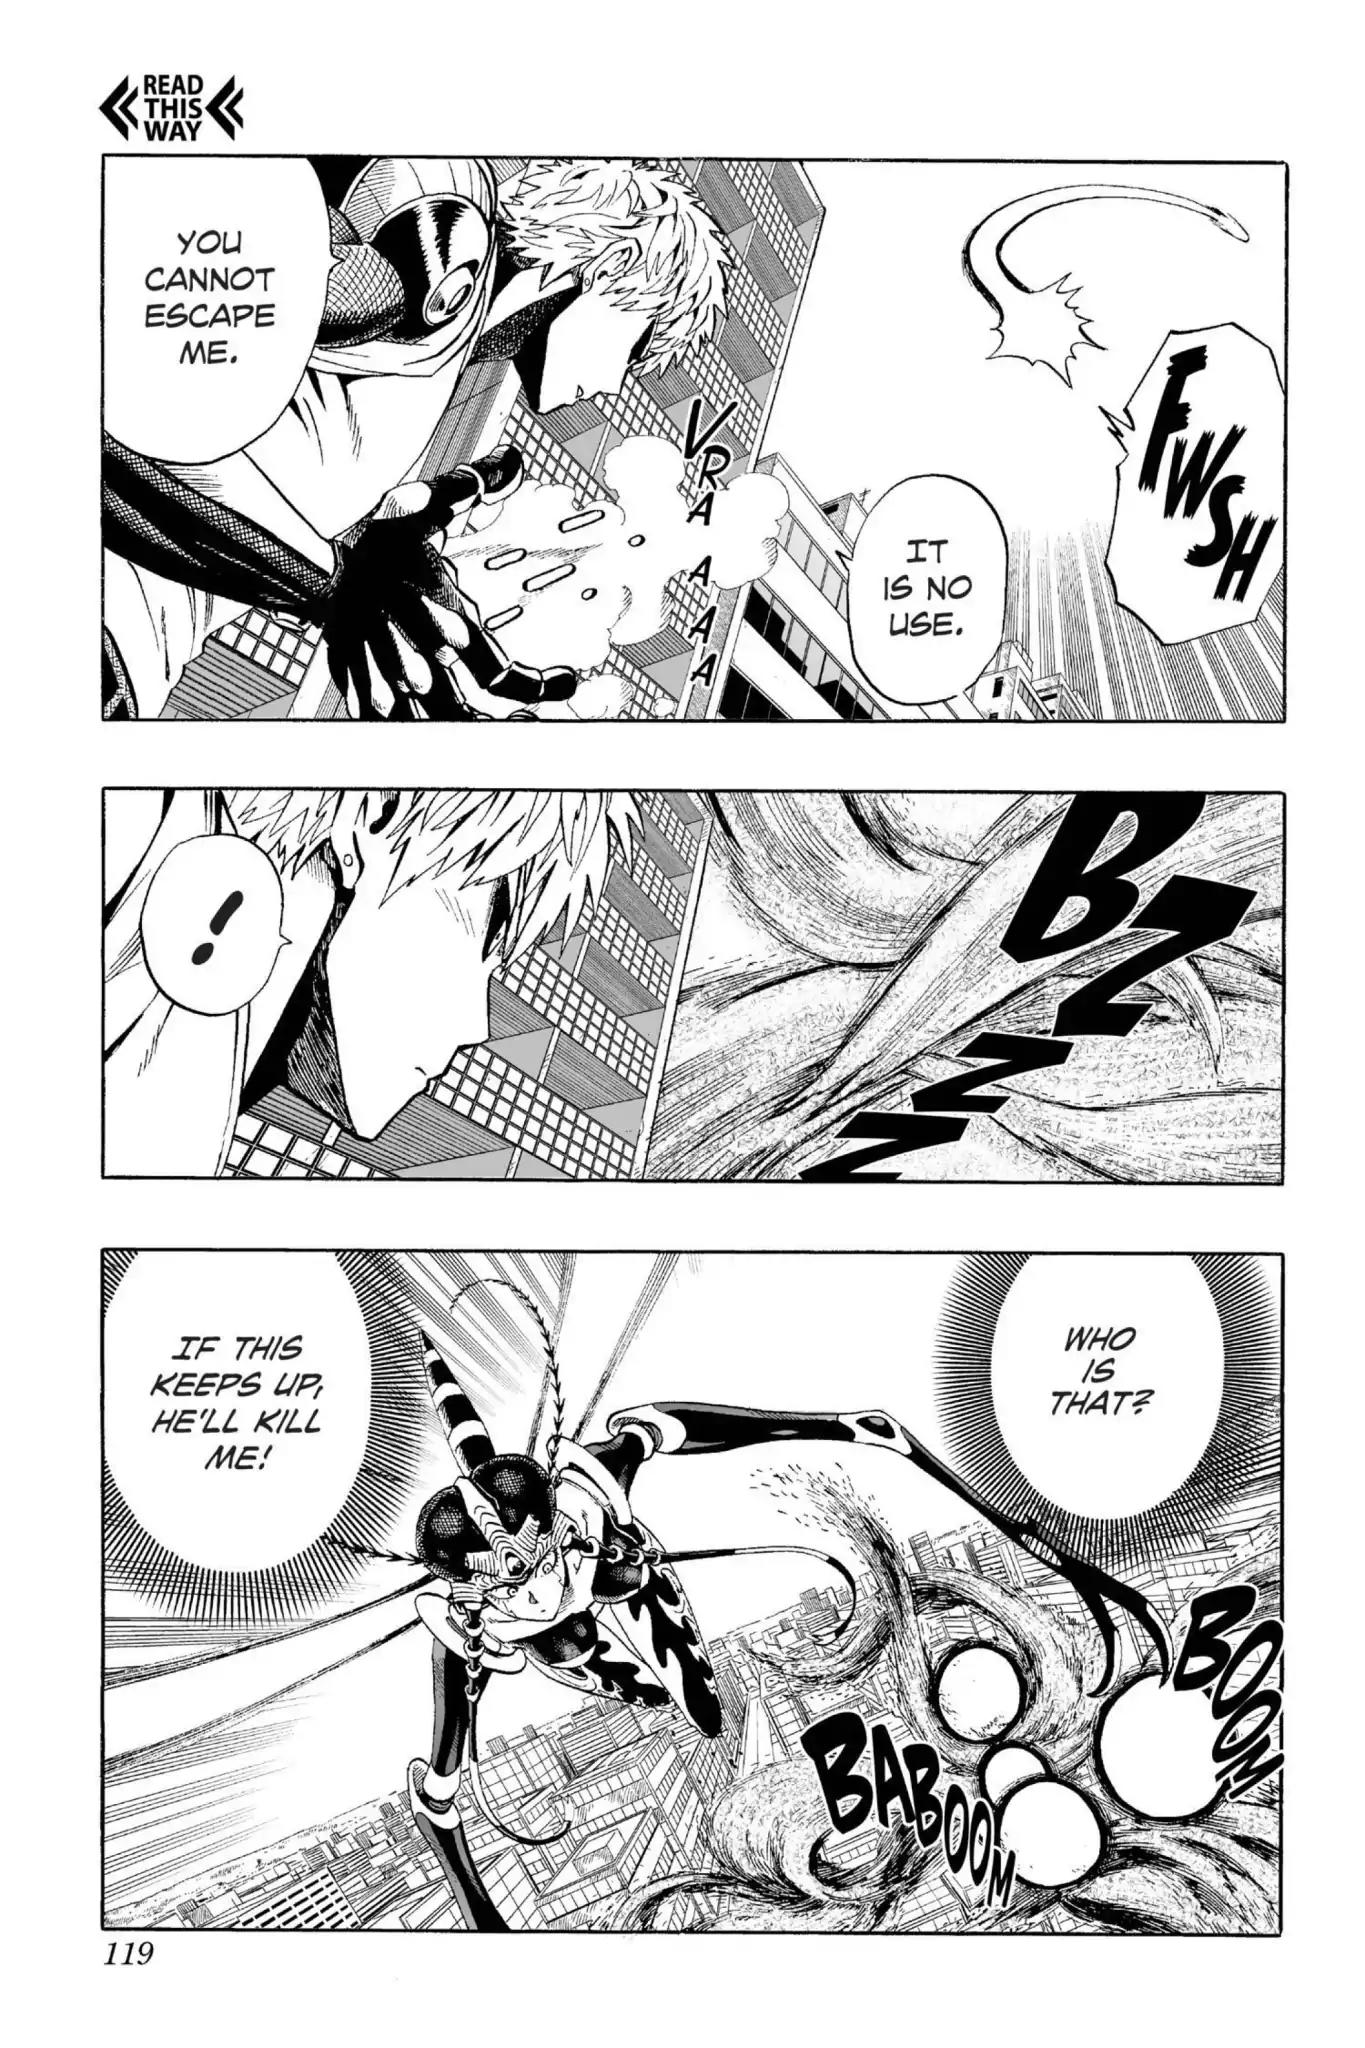 READ
THIS
WAY
FWSH
IT
IS NO
USE.
VRAAAAA
YOU
CANNOT
ESCAPE
ME.
BZZZ
!
WHO
IS
THAT?
BOOM
BABOOM
IF THIS
KEEPS UP,
HE'LL KILL
ME!
119